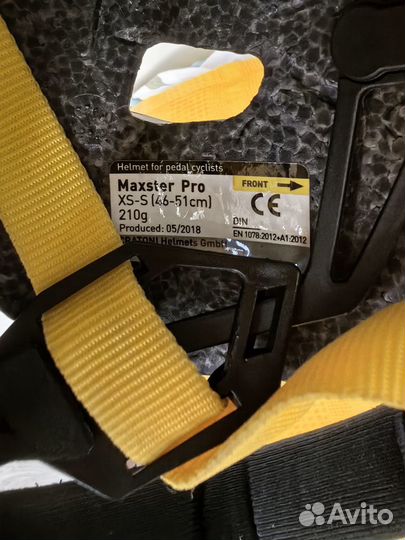 Helmet for pedal cyclists
Maxster Pro
FRONT
XS-S (46-51cm)
CE
210g
DIN
Produced: 05/2018
EN 1078:2012+A1:2012
Helmets GmbH
Avito